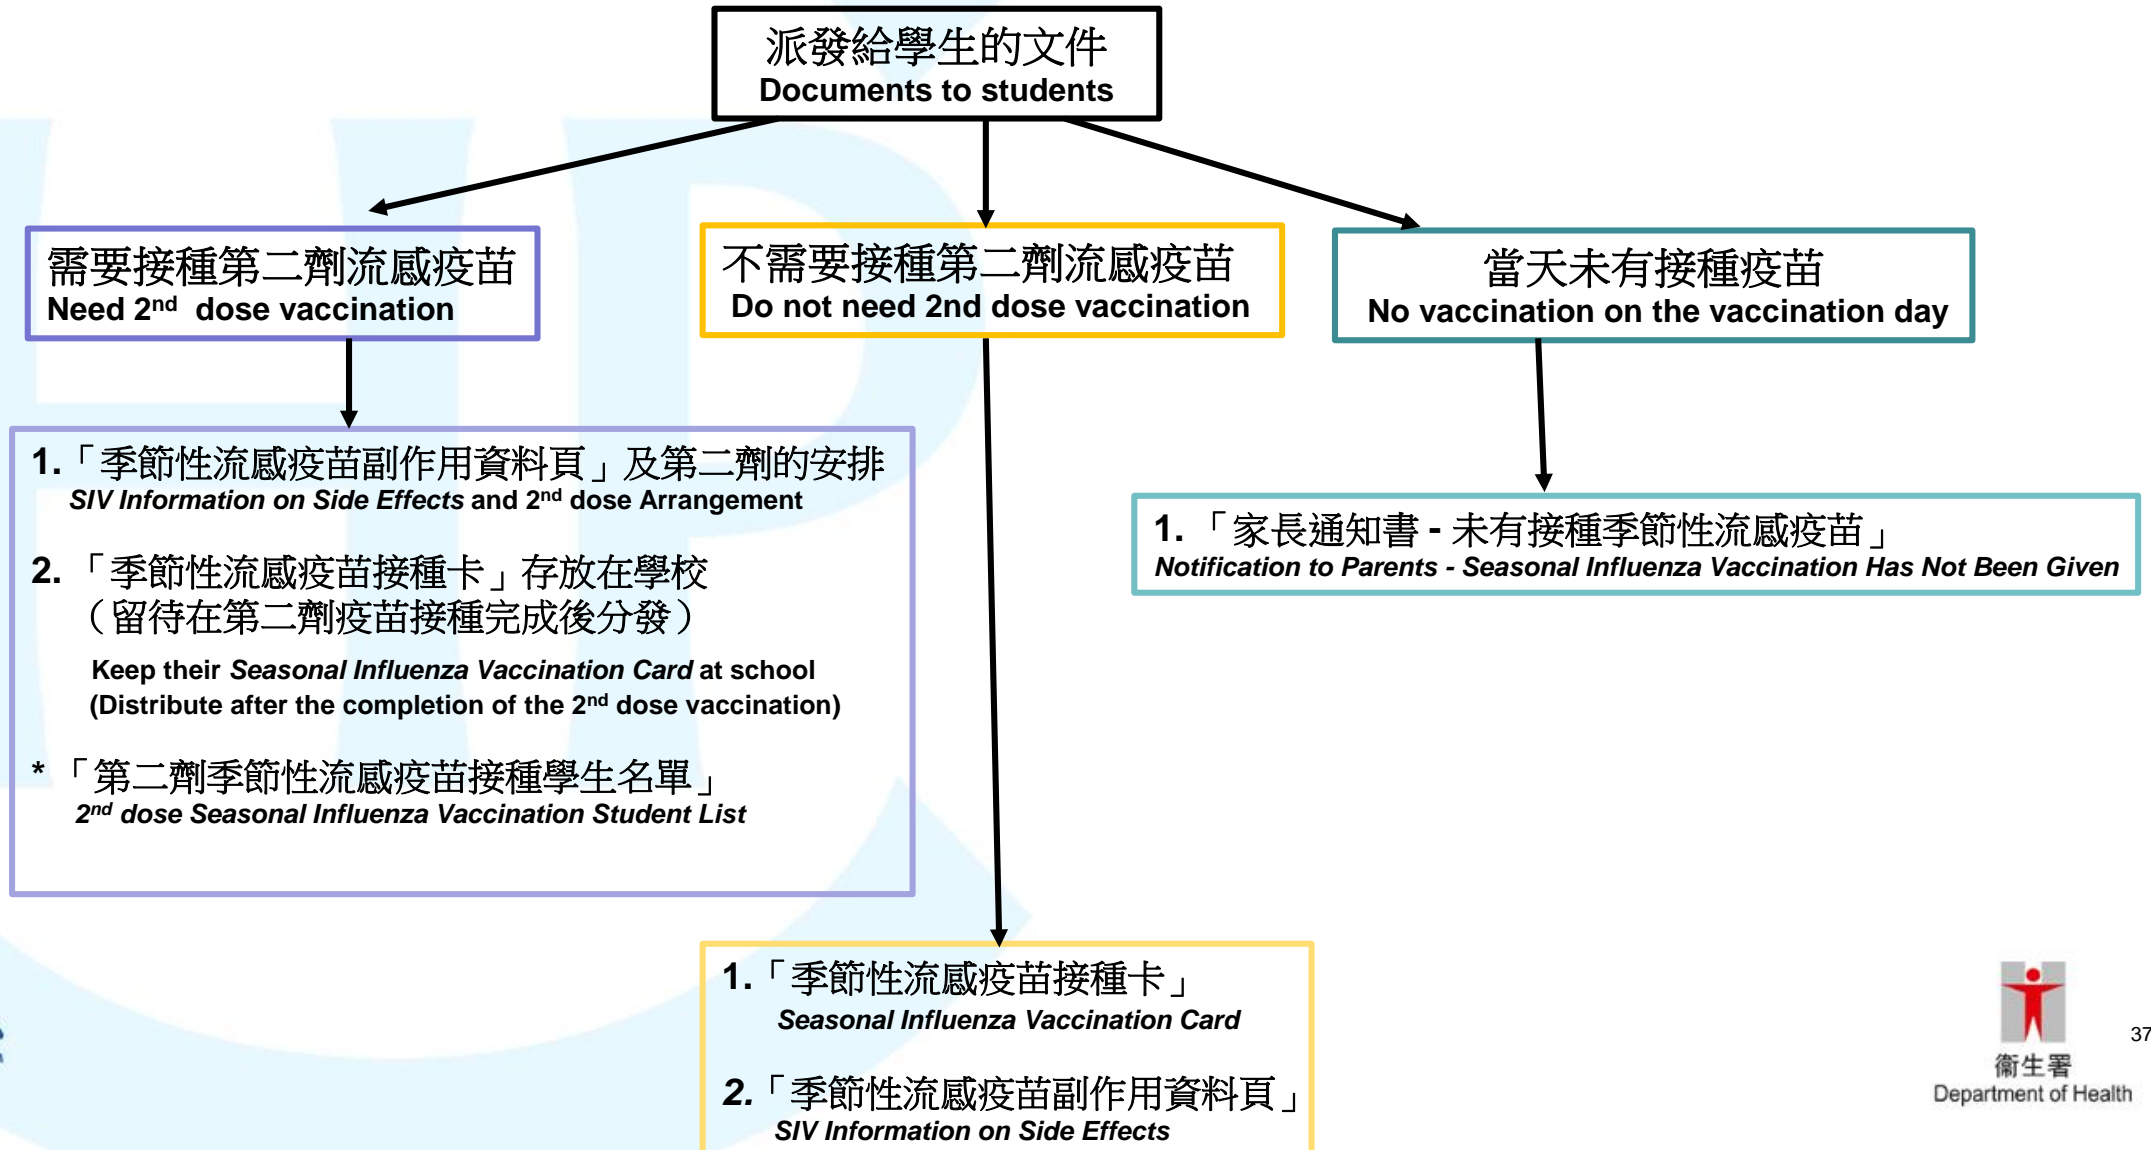 派發給學生的文件
Documents to students
需要接種第二劑流感疫苗
Need 2nd dose vaccination
不需要接種第二劑流感疫苗
Do not need 2nd dose vaccination
當天未有接種疫苗
No vaccination on the vaccination day
1.「季節性流感疫苗副作用資料頁」及第二劑的安排
SIV Information on Side Effects and 2nd dose Arrangement
2. 「季節性流感疫苗接種卡」存放在學校
（留待在第二劑疫苗接種完成後分發）
Keep their Seasonal Influenza Vaccination Card at school
(Distribute after the completion of the 2nd dose vaccination)
* 「第二劑季節性流感疫苗接種學生名單」
2nd dose Seasonal Influenza Vaccination Student List
1. 「家長通知書 - 未有接種季節性流感疫苗」
Notification to Parents - Seasonal Influenza Vaccination Has Not Been Given
1.「季節性流感疫苗接種卡」
Seasonal Influenza Vaccination Card
2.「季節性流感疫苗副作用資料頁」
SIV Information on Side Effects
衞生署
Department of Health
37